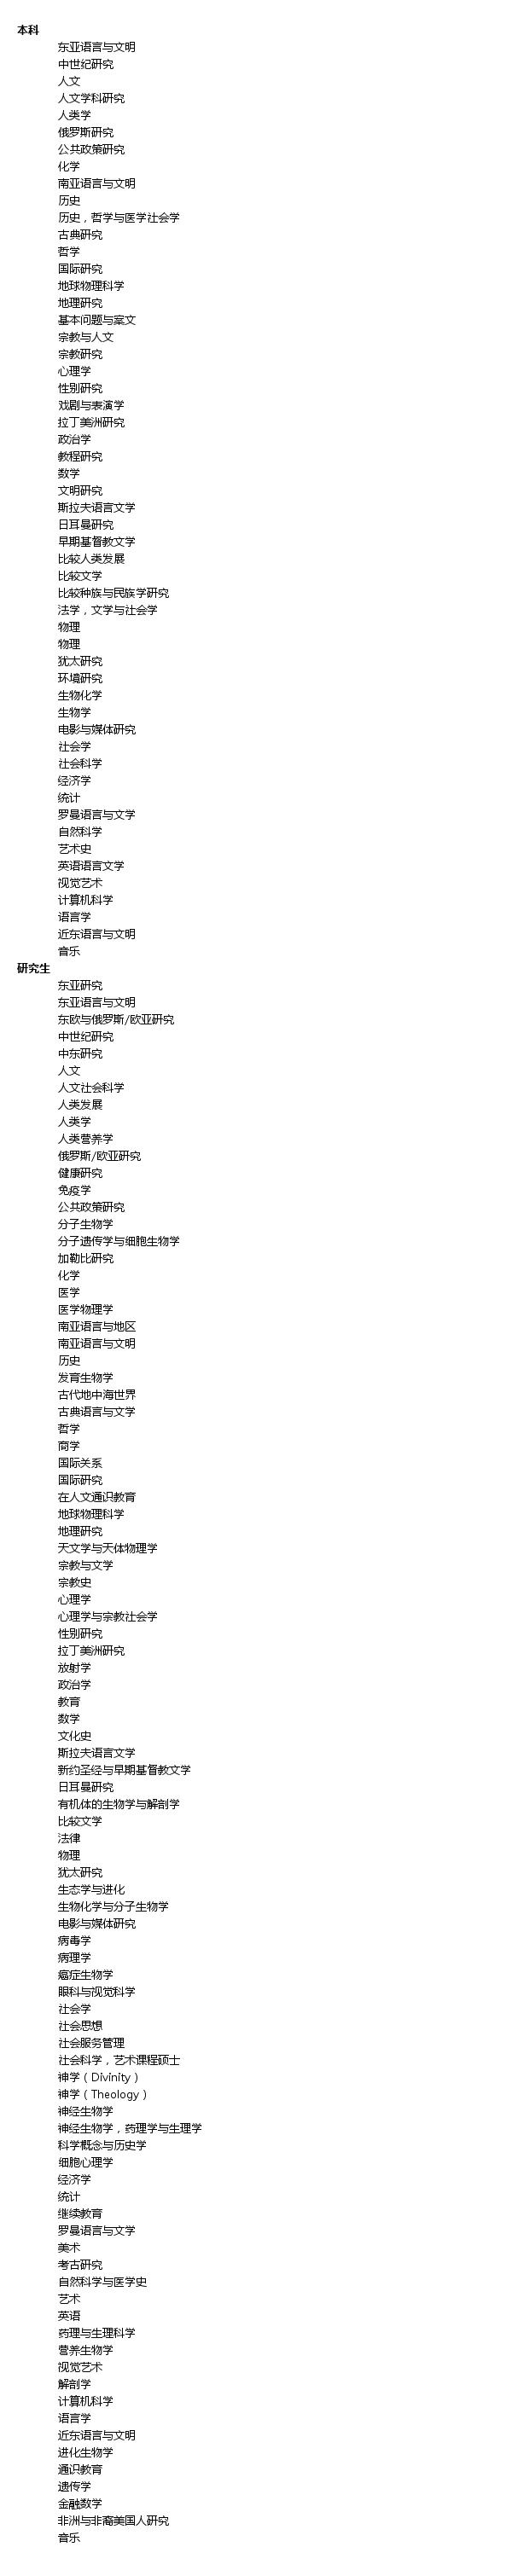 本科
东亚语言与文明
中世纪研究
人文
人文学科研究
人类学
俄罗斯研究
公共政策研究
化学
南亚语言与文明
历史
历史，哲学与医学社会学
古典研究
哲学
国际研究
地球物理科学
地理研究
基本问题与案文
宗教与人文
宗教研究
心理学
性别研究
戏剧与表演学
拉丁美洲研究
政治学
教程研究
数学
文明研究
斯拉夫语言文学
日耳曼研究
早期基督教文学
比较人类发展
比较文学
比较种族与民族学研究
法学，文学与社会学
物理
物理
犹太研究
环境研究
生物化学
生物学
电影与媒体研究
社会学
社会科学
经济学
统计
罗曼语言与文学
自然科学
艺术史
英语语言文学
视觉艺术
计算机科学
语言学
近东语言与文明
音乐
研究生
东亚研究
东亚语言与文明
东欧与俄罗斯/欧亚研究
中世纪研究
中东研究
人文
人文社会科学
人类发展
人类学
人类营养学
俄罗斯/欧亚研究
健康研究
免疫学
公共政策研究
分子生物学
分子遗传学与细胞生物学
加勒比研究
化学
医学
医学物理学
南亚语言与地区
南亚语言与文明
历史
发育生物学
古代地中海世界
古典语言与文学
哲学
商学
国际关系
国际研究
在人文通识教育
地球物理科学
地理研究
天文学与天体物理学
宗教与文学
宗教史
心理学
心理学与宗教社会学
性别研究
拉丁美洲研究
放射学
政治学
教育
数学
文化史
斯拉夫语言文学
新约圣经与早期基督教文学
日耳曼研究
有机体的生物学与解剖学
比较文学
法律
物理
犹太研究
生态学与进化
生物化学与分子生物学
电影与媒体研究
病毒学
病理学
癌症生物学
眼科与视觉科学
社会学
社会思想
社会服务管理
社会科学，艺术课程硕士
神学（Divinity）
神学（Theology）
神经生物学
神经生物学，药理学与生理学
科学概念与历史学
细胞心理学
经济学
统计
继续教育
罗曼语言与文学
美术
考古研究
自然科学与医学史
艺术
英语
药理与生理科学
营养生物学
视觉艺术
解剖学
计算机科学
语言学
近东语言与文明
进化生物学
通识教育
遗传学
金融数学
非洲与非裔美国人研究
音乐